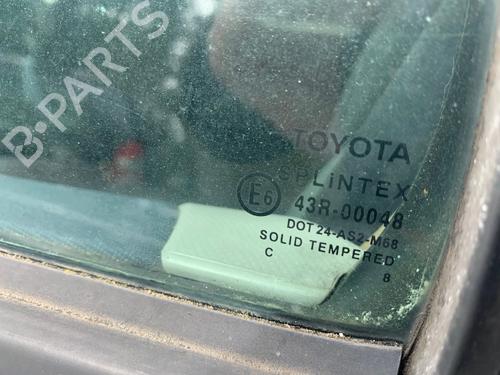 B-PARTS
TOYOTA
SPLiNTEX
E6 43R-00048
DOT 24-AS2-M68
SOLID TEMPERED
C
8